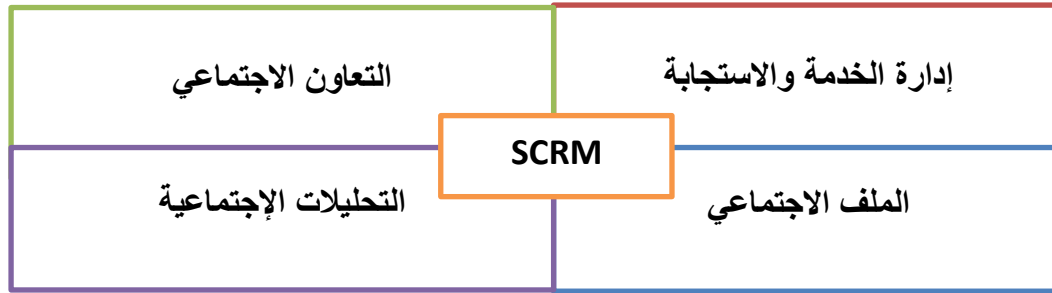 إدارة الخدمة والاستجابة
التعاون الاجتماعي
SCRM
الملف الاجتماعي
التحليلات الإجتماعية